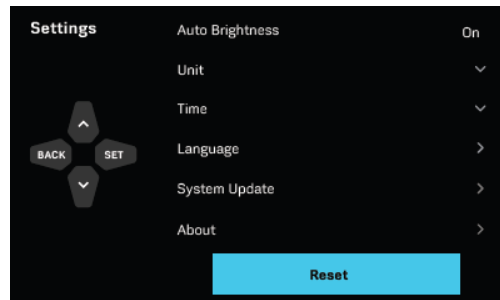 Settings
Auto Brightness On
Unit
Time
BACK SET
Language
System Update
About
Reset